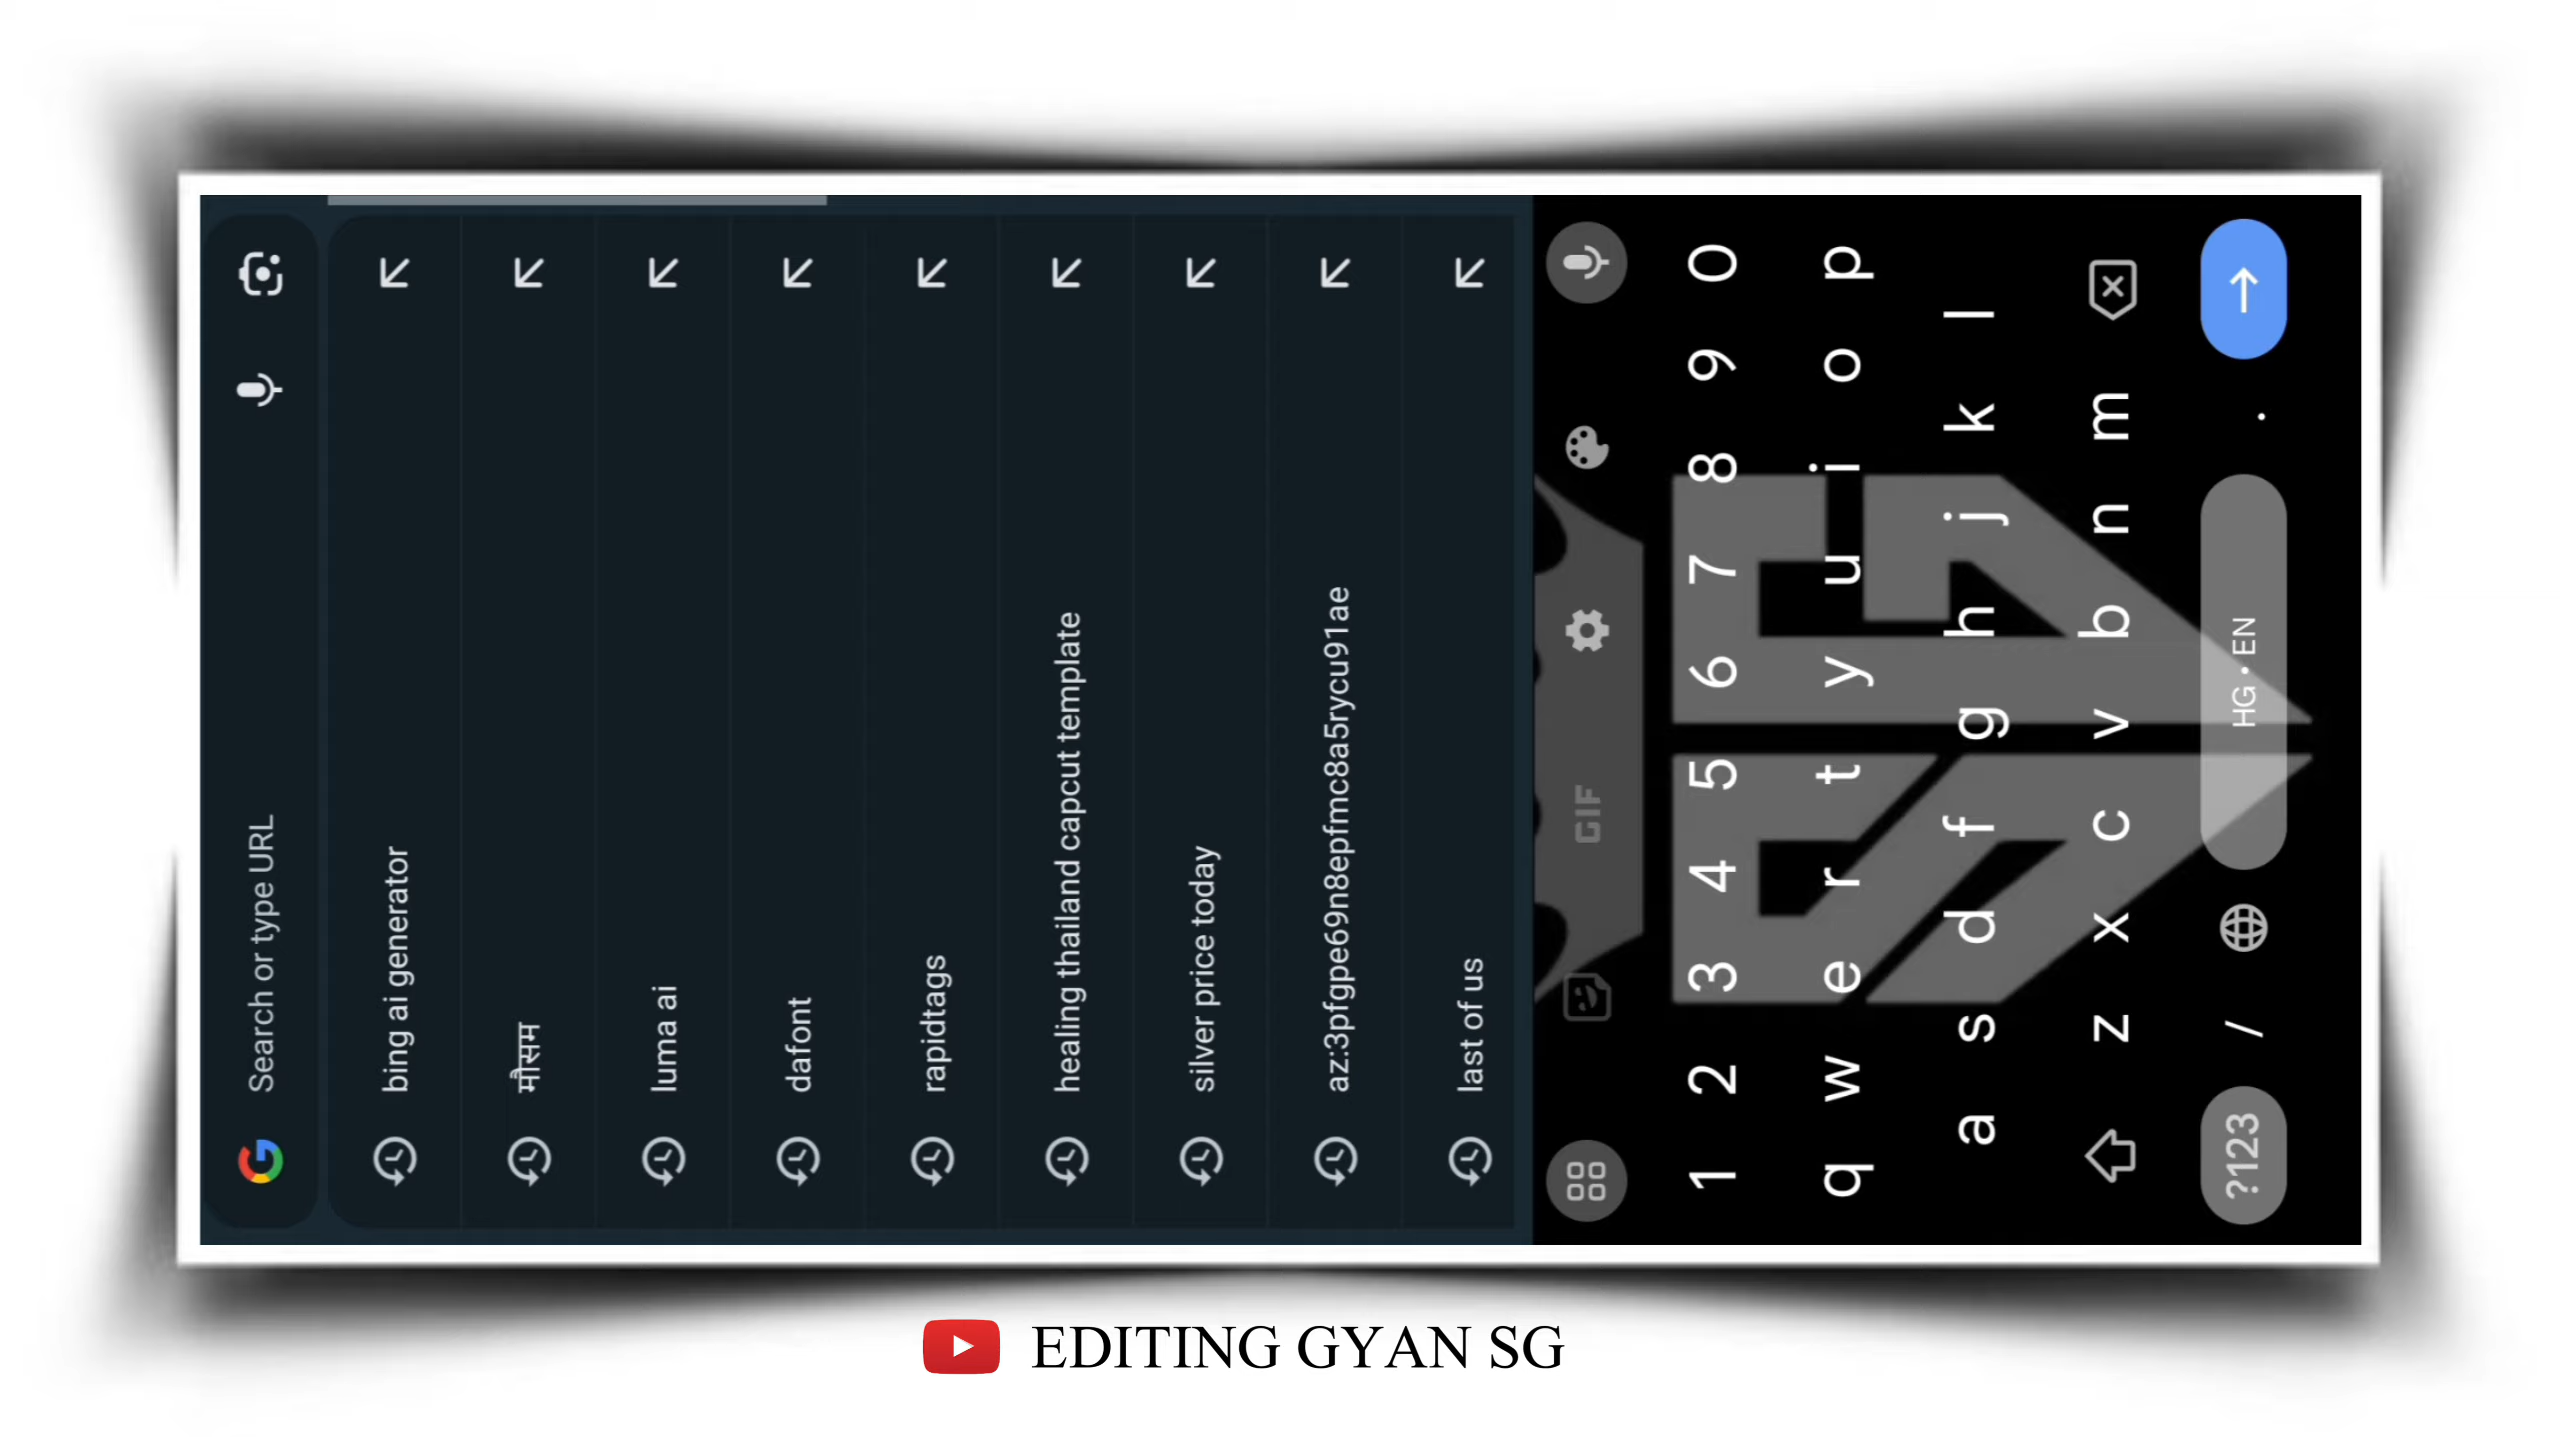 Search or type URL
bing ai generator
मौसम
luma ai
dafont
rapidtags
healing thailand capcut template
silver price today
az:3pfgpe69n8epfmc8a5rycu91ae
last of us
GIF
1 2 3 4 5 6 7 8 9 0
q w e r t y u i o p
a s d f g h j k l
z x c v b n m
?123 / HG • EN .
EDITING GYAN SG